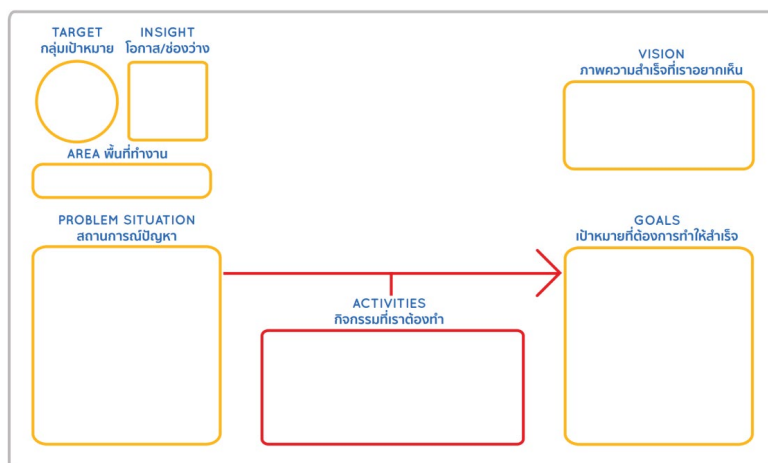 TARGET
กลุ่มเป้าหมาย
INSIGHT
โอกาส/ช่องว่าง
VISION
ภาพความสำเร็จที่เราอยากเห็น
AREA พื้นที่ทำงาน
PROBLEM SITUATION
สถานการณ์ปัญหา
GOALS
เป้าหมายที่ต้องการทำให้สำเร็จ
ACTIVITIES
กิจกรรมที่เราต้องทำ